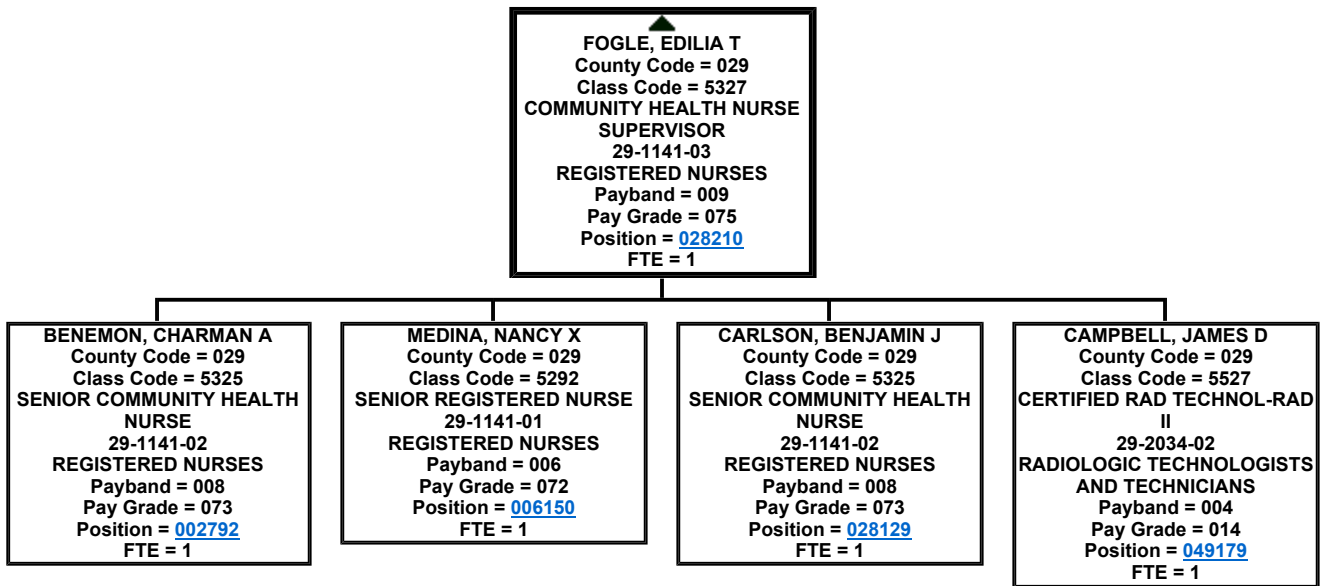 FOGLE, EDILIA T
County Code = 029
Class Code = 5327
COMMUNITY HEALTH NURSE
SUPERVISOR
29-1141-03
REGISTERED NURSES
Payband = 009
Pay Grade = 075
Position = 028210
FTE = 1
BENEMON, CHARMAN A
County Code = 029
Class Code = 5325
SENIOR COMMUNITY HEALTH
NURSE
29-1141-02
REGISTERED NURSES
Payband = 008
Pay Grade = 073
Position = 002792
FTE = 1
MEDINA, NANCY X
County Code = 029
Class Code = 5292
SENIOR REGISTERED NURSE
29-1141-01
REGISTERED NURSES
Payband = 006
Pay Grade = 072
Position = 006150
FTE = 1
CARLSON, BENJAMIN J
County Code = 029
Class Code = 5325
SENIOR COMMUNITY HEALTH
NURSE
29-1141-02
REGISTERED NURSES
Payband = 008
Pay Grade = 073
Position = 028129
FTE = 1
CAMPBELL, JAMES D
County Code = 029
Class Code = 5527
CERTIFIED RAD TECHNOL-RAD
II
29-2034-02
RADIOLOGIC TECHNOLOGISTS
AND TECHNICIANS
Payband = 004
Pay Grade = 014
Position = 049179
FTE = 1